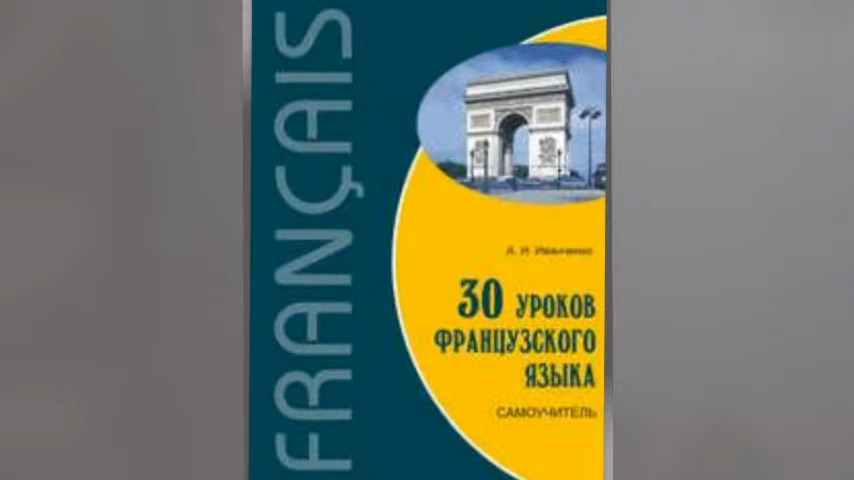 FRANÇAIS
А. И. Иванченко
30 УРОКОВ
ФРАНЦУЗСКОГО
ЯЗЫКА
САМОУЧИТЕЛЬ